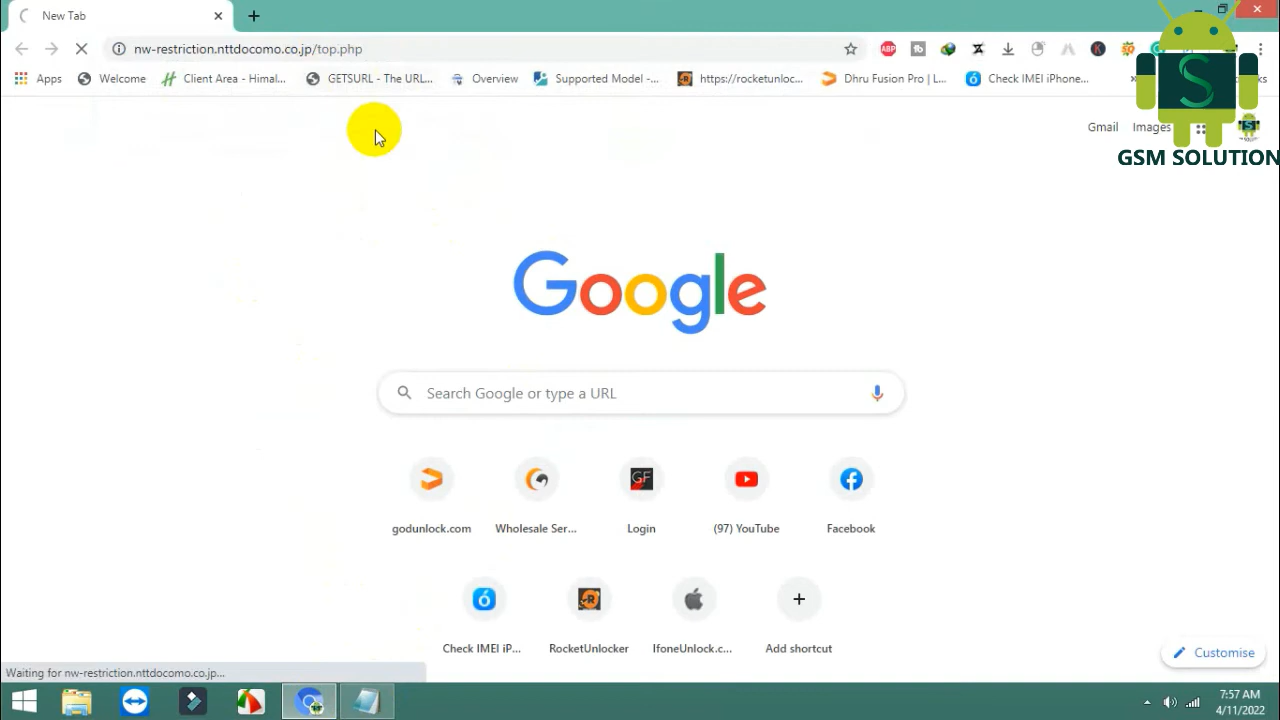 New Tab
nw-restriction.nttdocomo.co.jp/top.php
ABP
Apps
Welcome
Client Area - Himal...
GETSURL - The URL...
Overview
Supported Model -...
https://rocketunloc...
Dhru Fusion Pro | L...
Check IMEI iPhone...
Gmail
Images
S
GSM SOLUTION
Google
Search Google or type a URL
GF
godunlock.com
Wholesale Ser...
Login
(97) YouTube
Facebook
Check IMEI iP...
RocketUnlocker
IfoneUnlock.c...
Add shortcut
Customise
Waiting for nw-restriction.nttdocomo.co.jp...
7:57 AM
4/11/2022